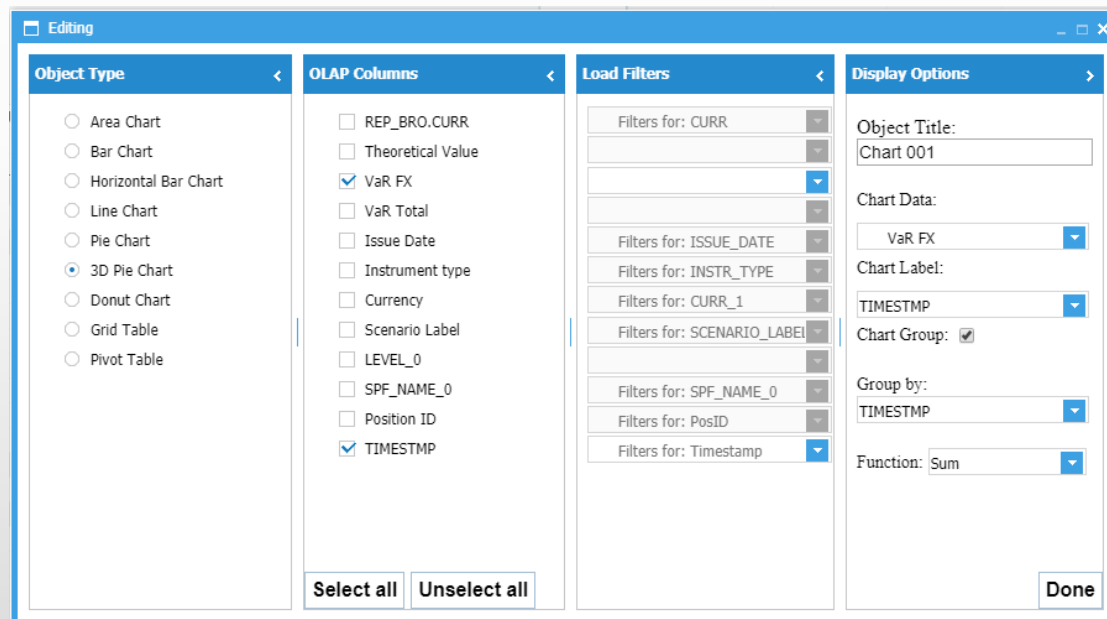 Editing
Object Type
Area Chart
Bar Chart
Horizontal Bar Chart
Line Chart
Pie Chart
3D Pie Chart
Donut Chart
Grid Table
Pivot Table
OLAP Columns
REP_BRO.CURR
Theoretical Value
VaR FX
VaR Total
Issue Date
Instrument type
Currency
Scenario Label
LEVEL_0
SPF_NAME_0
Position ID
TIMESTMP
Select all
Unselect all
Load Filters
Filters for: CURR
Filters for: ISSUE_DATE
Filters for: INSTR_TYPE
Filters for: CURR_1
Filters for: SCENARIO_LABEL
Filters for: SPF_NAME_0
Filters for: PosID
Filters for: Timestamp
Display Options
Object Title:
Chart 001
Chart Data:
VaR FX
Chart Label:
TIMESTMP
Chart Group:
Group by:
TIMESTMP
Function: Sum
Done